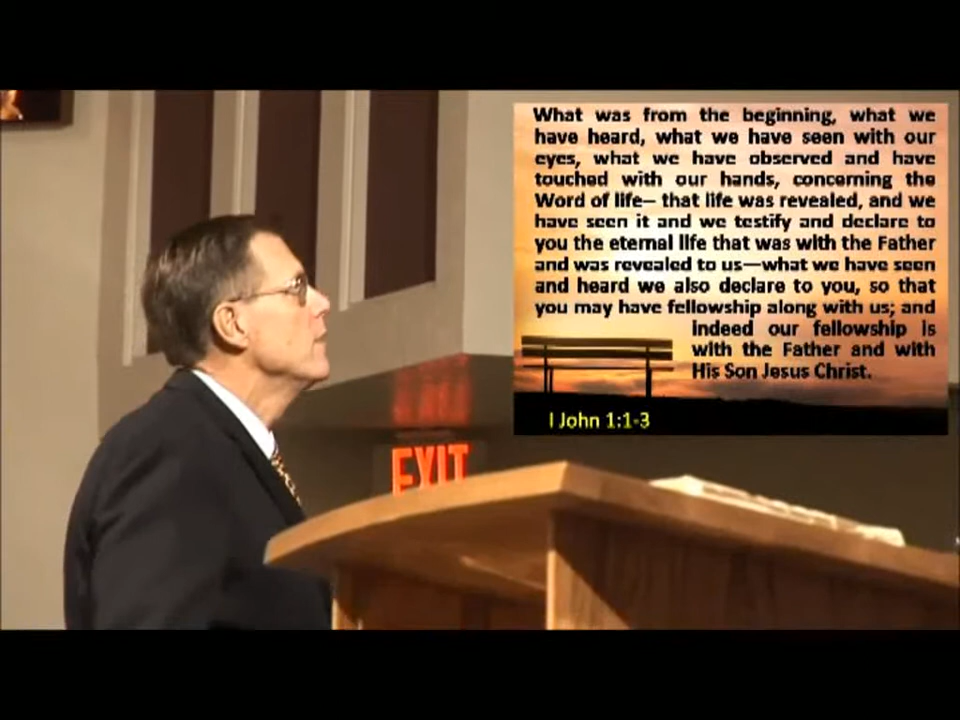 What was from the beginning, what we
have heard, what we have seen with our
eyes, what we have observed and have
touched with our hands, concerning the
Word of life– that life was revealed, and we
have seen it and we testify and declare to
you the eternal life that was with the Father
and was revealed to us—what we have seen
and heard we also declare to you, so that
you may have fellowship along with us; and
indeed our fellowship is
with the Father and with
His Son Jesus Christ.
I John 1:1-3
EXIT